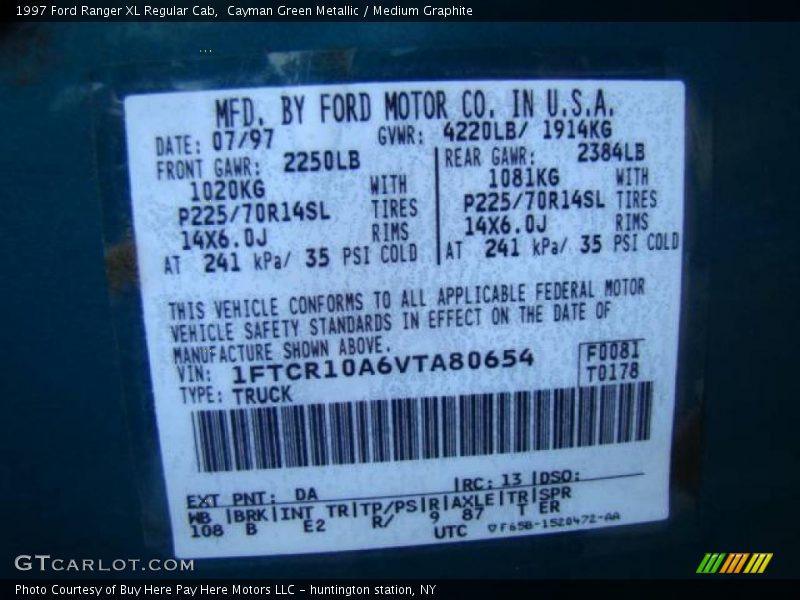 1997 Ford Ranger XL Regular Cab,  Cayman Green Metallic / Medium Graphite
MFD. BY FORD MOTOR CO. IN U.S.A.
DATE: 07/97 GVWR: 4220LB/ 1914KG
FRONT GAWR: 2250LB REAR GAWR: 2384LB
1020KG WITH 1081KG WITH
P225/70R14SL TIRES P225/70R14SL TIRES
14X6.0J RIMS 14X6.0J RIMS
AT 241 kPa/ 35 PSI COLD AT 241 kPa/ 35 PSI COLD
THIS VEHICLE CONFORMS TO ALL APPLICABLE FEDERAL MOTOR
VEHICLE SAFETY STANDARDS IN EFFECT ON THE DATE OF
MANUFACTURE SHOWN ABOVE.
VIN: 1FTCR10A6VTA80654 F0081
TYPE: TRUCK T0178
EXT PNT: DA RC: 13 DSO:
WB BRK INT TR TP/PS R AXLE TR SPR
108 B E2 R/ 9 87 T ER
UTC F65B-1520472-AA
GTCARLOT.COM
Photo Courtesy of Buy Here Pay Here Motors LLC - huntington station, NY